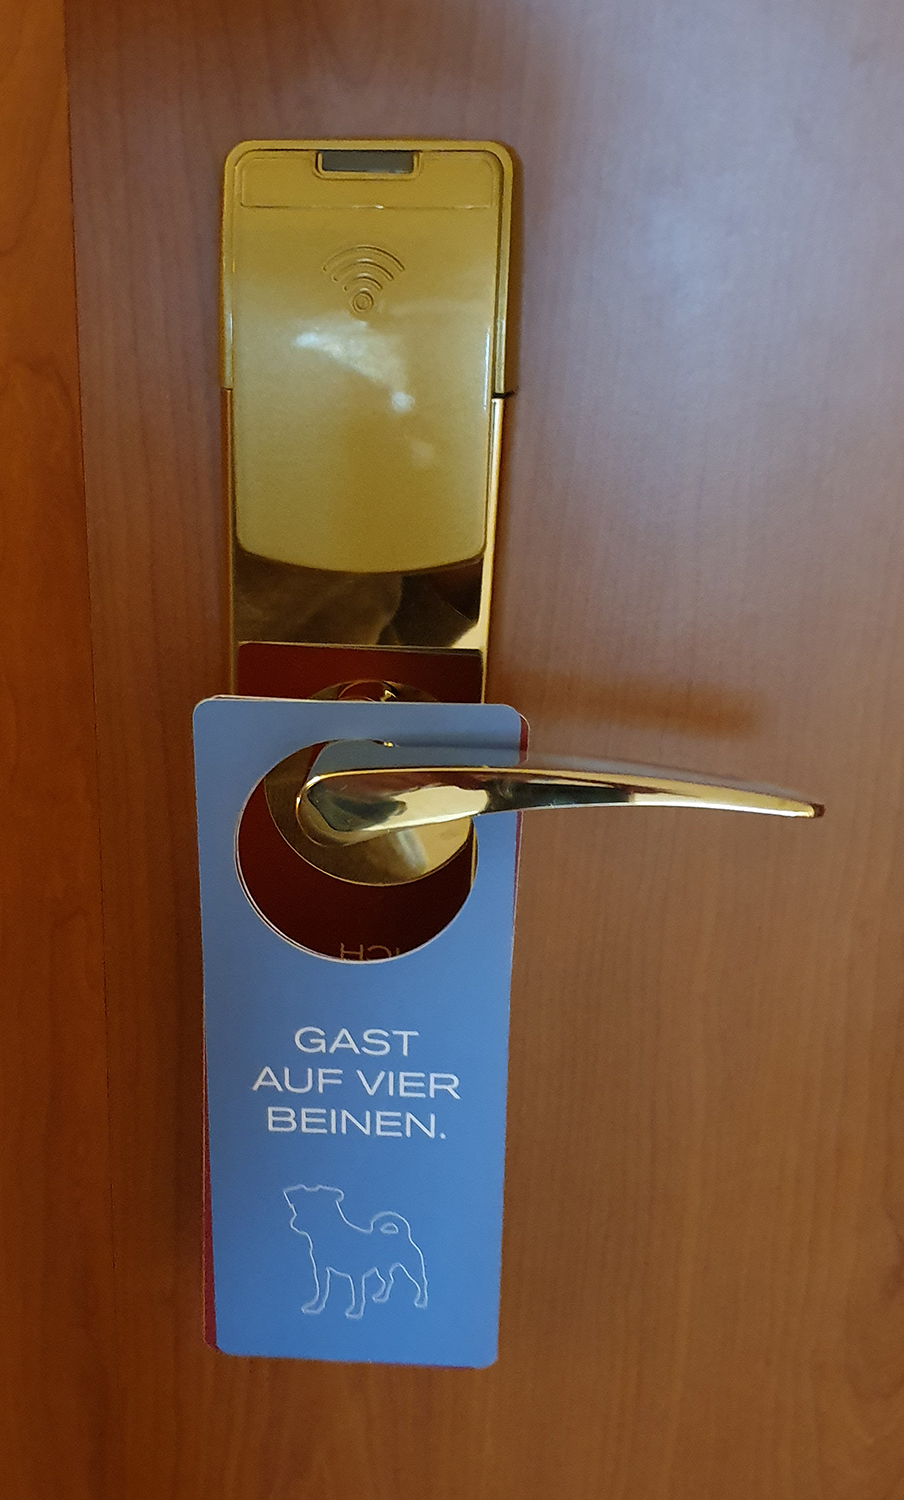 GAST
AUF VIER
BEINEN.